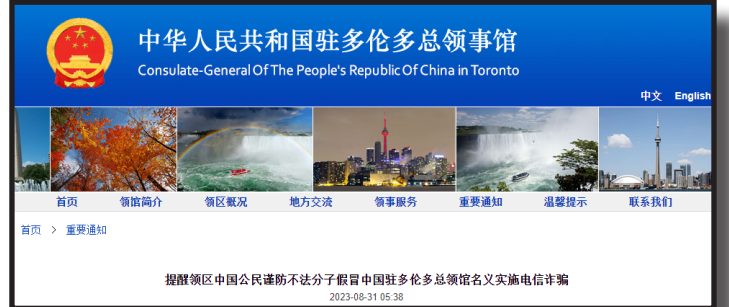 中华人民共和国驻多伦多总领事馆
Consulate-General Of The People's Republic Of China in Toronto
中文 English
首页 领馆简介 领区概况 地方交流 领事服务 重要通知 温馨提示 联系我们
首页 > 重要通知
提醒领区中国公民谨防不法分子假冒中国驻多伦多总领馆名义实施电信诈骗
2023-08-31 05:38